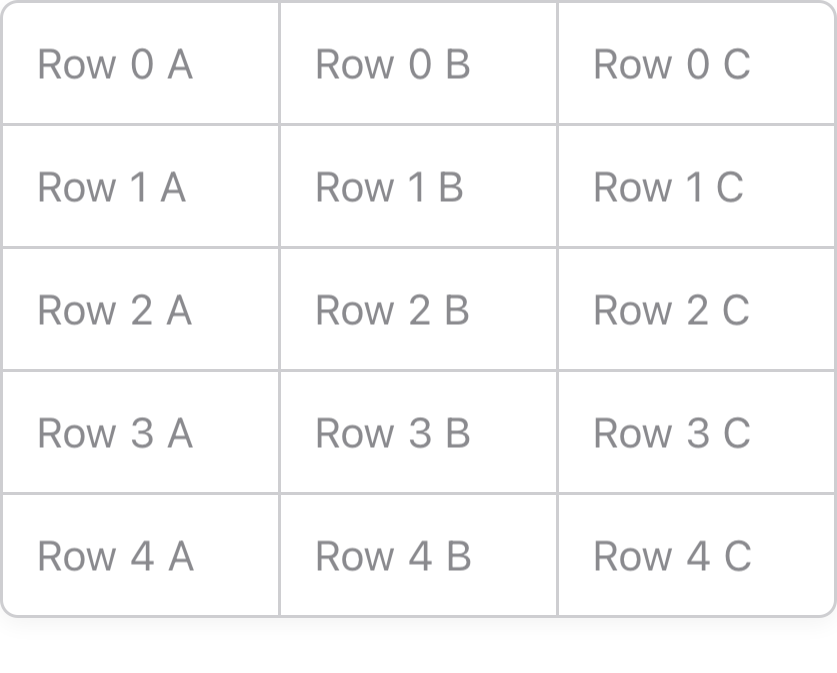 Row 0 A Row 0 B Row 0 C
Row 1 A Row 1 B Row 1 C
Row 2 A Row 2 B Row 2 C
Row 3 A Row 3 B Row 3 C
Row 4 A Row 4 B Row 4 C